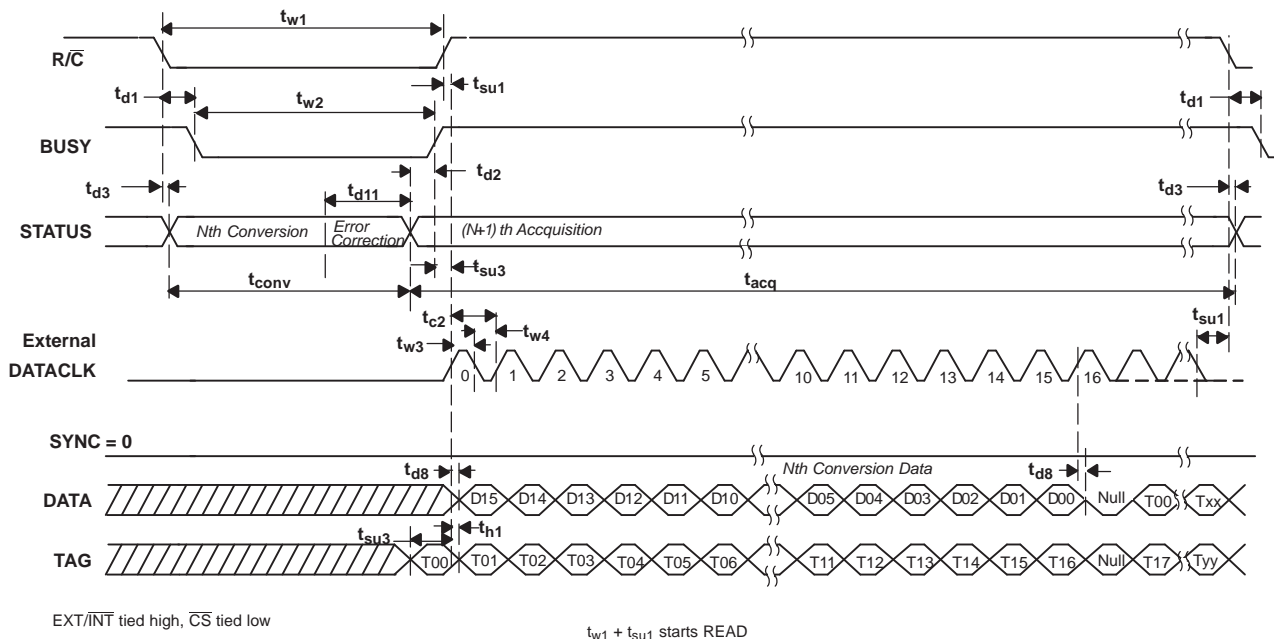 tw1
R/C
tsu1
td1
tw2
td1
BUSY
td2
td3
td11
td3
STATUS
Nth Conversion
Error
Correction
(N+1) th Accquisition
tsu3
tconv
tacq
tc2
tsu1
External
tw3
tw4
DATACLK
0 1 2 3 4 5 10 11 12 13 14 15 16
SYNC = 0
td8
Nth Conversion Data
td8
DATA
D15 D14 D13 D12 D11 D10 D05 D04 D03 D02 D01 D00 Null T00 Txx
tsu3
th1
TAG
T00 T01 T02 T03 T04 T05 T06 T11 T12 T13 T14 T15 T16 Null T17 Tyy
EXT/INT tied high, CS tied low
tw1 + tsu1 starts READ